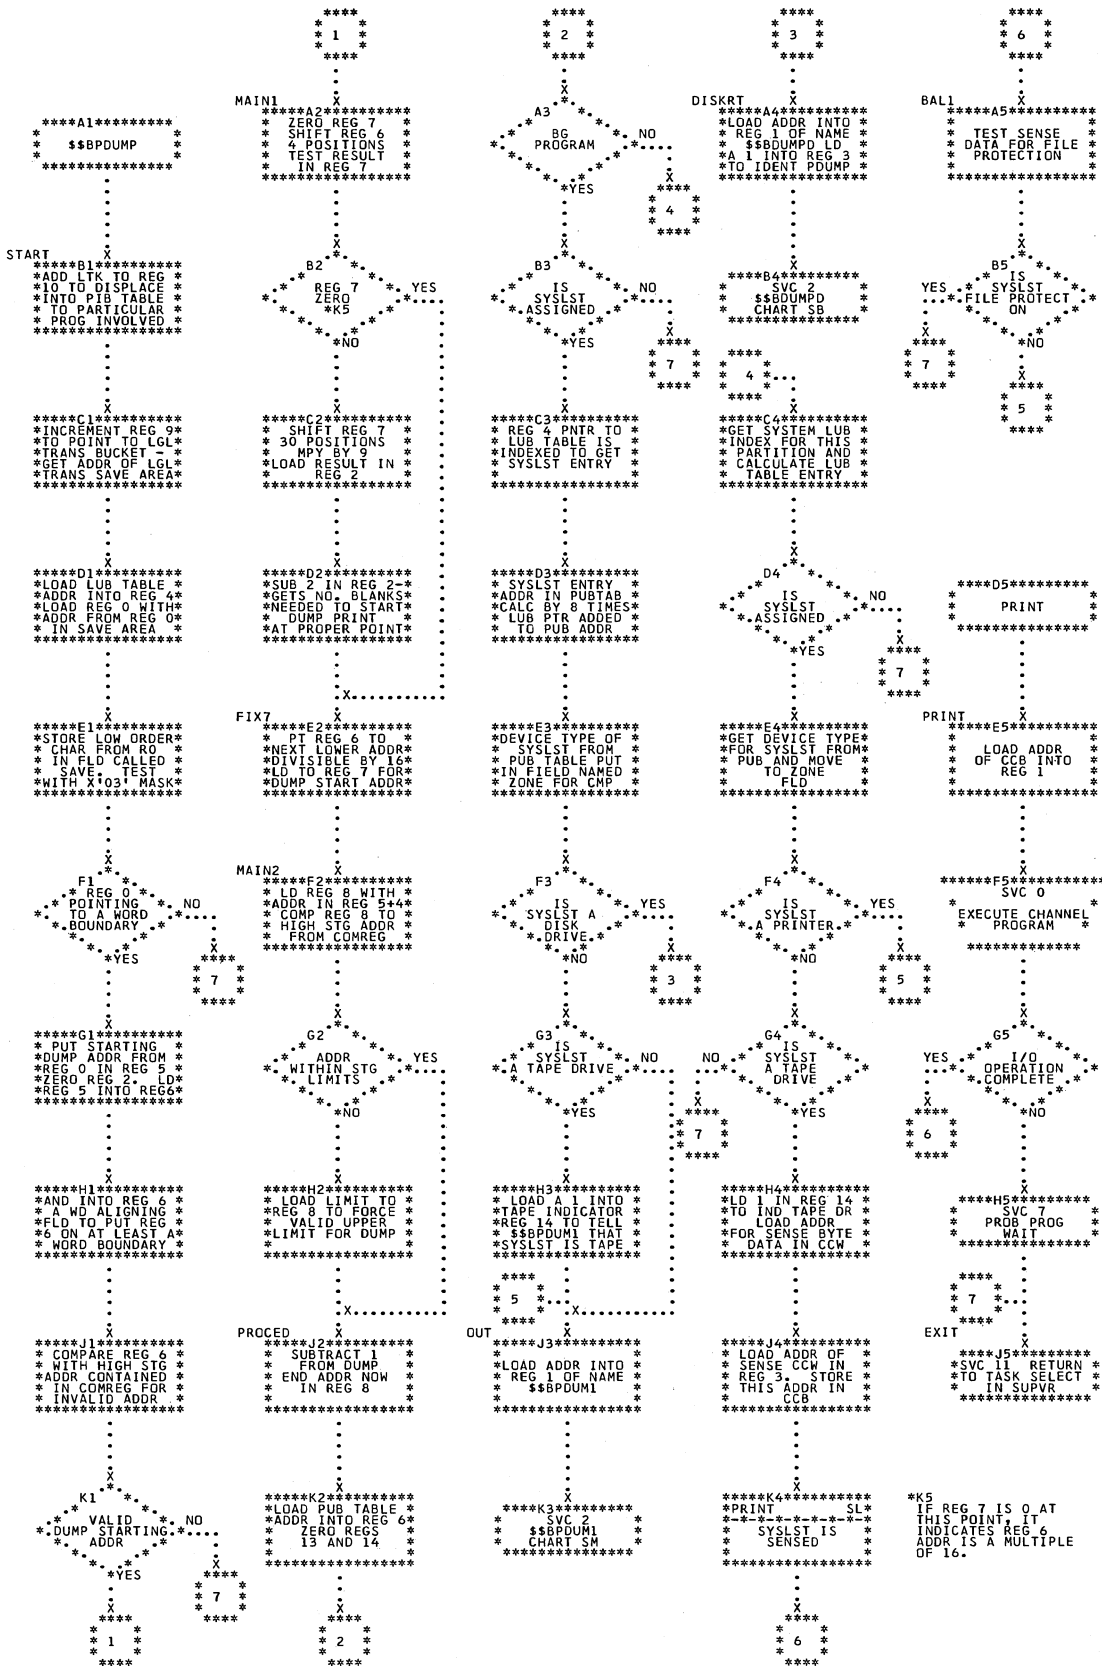 1
2
3
6
*****A1*********
$$BPDUMP
START
*****B1*********
ADD LTK TO REG
10 TO DISPLACE
INTO PIB TABLE
TO PARTICULAR
PROG INVOLVED
*****C1*********
INCREMENT REG 9
TO POINT TO LGL
TRANS BUCKET -
GET ADDR OF LGL
TRANS SAVE AREA
*****D1*********
LOAD LUB TABLE
ADDR INTO REG 4
LOAD REG 0 WITH
ADDR FROM REG 0
IN SAVE AREA
*****E1*********
STORE LOW ORDER
CHAR FROM R0
IN FLD CALLED
SAVE. TEST
WITH X'03' MASK
F1
REG 0
POINTING
TO A WORD
BOUNDARY
NO
YES
7
*****G1*********
PUT STARTING
DUMP ADDR FROM
REG 0 IN REG 5
ZERO REG 2. LD
REG 5 INTO REG6
*****H1*********
AND INTO REG 6
A WD ALIGNING
FLD TO PUT REG
6 ON AT LEAST A
WORD BOUNDARY
*****J1*********
COMPARE REG 6
WITH HIGH STG
ADDR CONTAINED
IN COMREG FOR
INVALID ADDR
K1
VALID
DUMP STARTING
ADDR
NO
YES
7
1
MAIN1
*****A2*********
ZERO REG 7
SHIFT REG 6
4 POSITIONS
TEST RESULT
IN REG 7
B2
REG 7
ZERO
*K5
YES
NO
*****C2*********
SHIFT REG 7
30 POSITIONS
MPY BY 9
LOAD RESULT IN
REG 2
*****D2*********
SUB 2 IN REG 2-
GETS NO. BLANKS
NEEDED TO START
DUMP PRINT
AT PROPER POINT
FIX7
*****E2*********
PT REG 6 TO
NEXT LOWER ADDR
DIVISIBLE BY 16
LD TO REG 7 FOR
DUMP START ADDR
MAIN2
*****F2*********
LD REG 8 WITH
ADDR IN REG 5+4
COMP REG 8 TO
HIGH STG ADDR
FROM COMREG
G2
ADDR
WITHIN STG
LIMITS
YES
NO
*****H2*********
LOAD LIMIT TO
REG 8 TO FORCE
VALID UPPER
LIMIT FOR DUMP
PROCED
*****J2*********
SUBTRACT 1
FROM DUMP
END ADDR NOW
IN REG 8
*****K2*********
LOAD PUB TABLE
ADDR INTO REG 6
ZERO REGS
13 AND 14
2
A3
BG
PROGRAM
NO
YES
4
B3
IS
SYSLST
ASSIGNED
NO
YES
7
*****C3*********
REG 4 PNTR TO
LUB TABLE IS
INDEXED TO GET
SYSLST ENTRY
*****D3*********
SYSLST ENTRY
ADDR IN PUBTAB
CALC BY 8 TIMES
LUB PTR ADDED
TO PUB ADDR
*****E3*********
DEVICE TYPE OF
SYSLST FROM
PUB TABLE PUT
IN FIELD NAMED
ZONE FOR CMP
F3
IS
SYSLST A
DISK
DRIVE
YES
NO
3
G3
IS
SYSLST
A TAPE DRIVE
NO
YES
*****H3*********
LOAD A 1 INTO
TAPE INDICATOR
REG 14 TO TELL
$$BPDUM1 THAT
SYSLST IS TAPE
5
OUT
*****J3*********
LOAD ADDR INTO
REG 1 OF NAME
$$BPDUM1
****K3*********
SVC 2
$$BPDUM1
CHART SM
DISKRT
*****A4*********
LOAD ADDR INTO
REG 1 OF NAME
$$BDUMPD LD
A 1 INTO REG 3
TO IDENT PDUMP
****B4*********
SVC 2
$$BDUMPD
CHART SB
4
*****C4*********
GET SYSTEM LUB
INDEX FOR THIS
PARTITION AND
CALCULATE LUB
TABLE ENTRY
D4
IS
SYSLST
ASSIGNED
NO
YES
7
*****E4*********
GET DEVICE TYPE
FOR SYSLST FROM
PUB AND MOVE
TO ZONE
FLD
F4
IS
SYSLST
A PRINTER
YES
NO
5
G4
IS
SYSLST
A TAPE
DRIVE
NO
YES
7
*****H4*********
LD 1 IN REG 14
TO IND TAPE DR
LOAD ADDR
FOR SENSE BYTE
DATA IN CCW
*****J4*********
LOAD ADDR OF
SENSE CCW IN
REG 3. STORE
THIS ADDR IN
CCB
*****K4*********
PRINT SL
SYSLST IS
SENSED
6
BAL1
*****A5*********
TEST SENSE
DATA FOR FILE
PROTECTION
B5
IS
SYSLST
FILE PROTECT
ON
YES
NO
7
5
****D5*********
PRINT
PRINT
*****E5*********
LOAD ADDR
OF CCB INTO
REG 1
*****F5*********
SVC 0
EXECUTE CHANNEL
PROGRAM
G5
I/O
OPERATION
COMPLETE
YES
NO
6
****H5*********
SVC 7
PROB PROG
WAIT
7
EXIT
****J5*********
SVC 11 RETURN
TO TASK SELECT
IN SUPVR
*K5
IF REG 7 IS 0 AT
THIS POINT, IT
INDICATES REG 6
ADDR IS A MULTIPLE
OF 16.